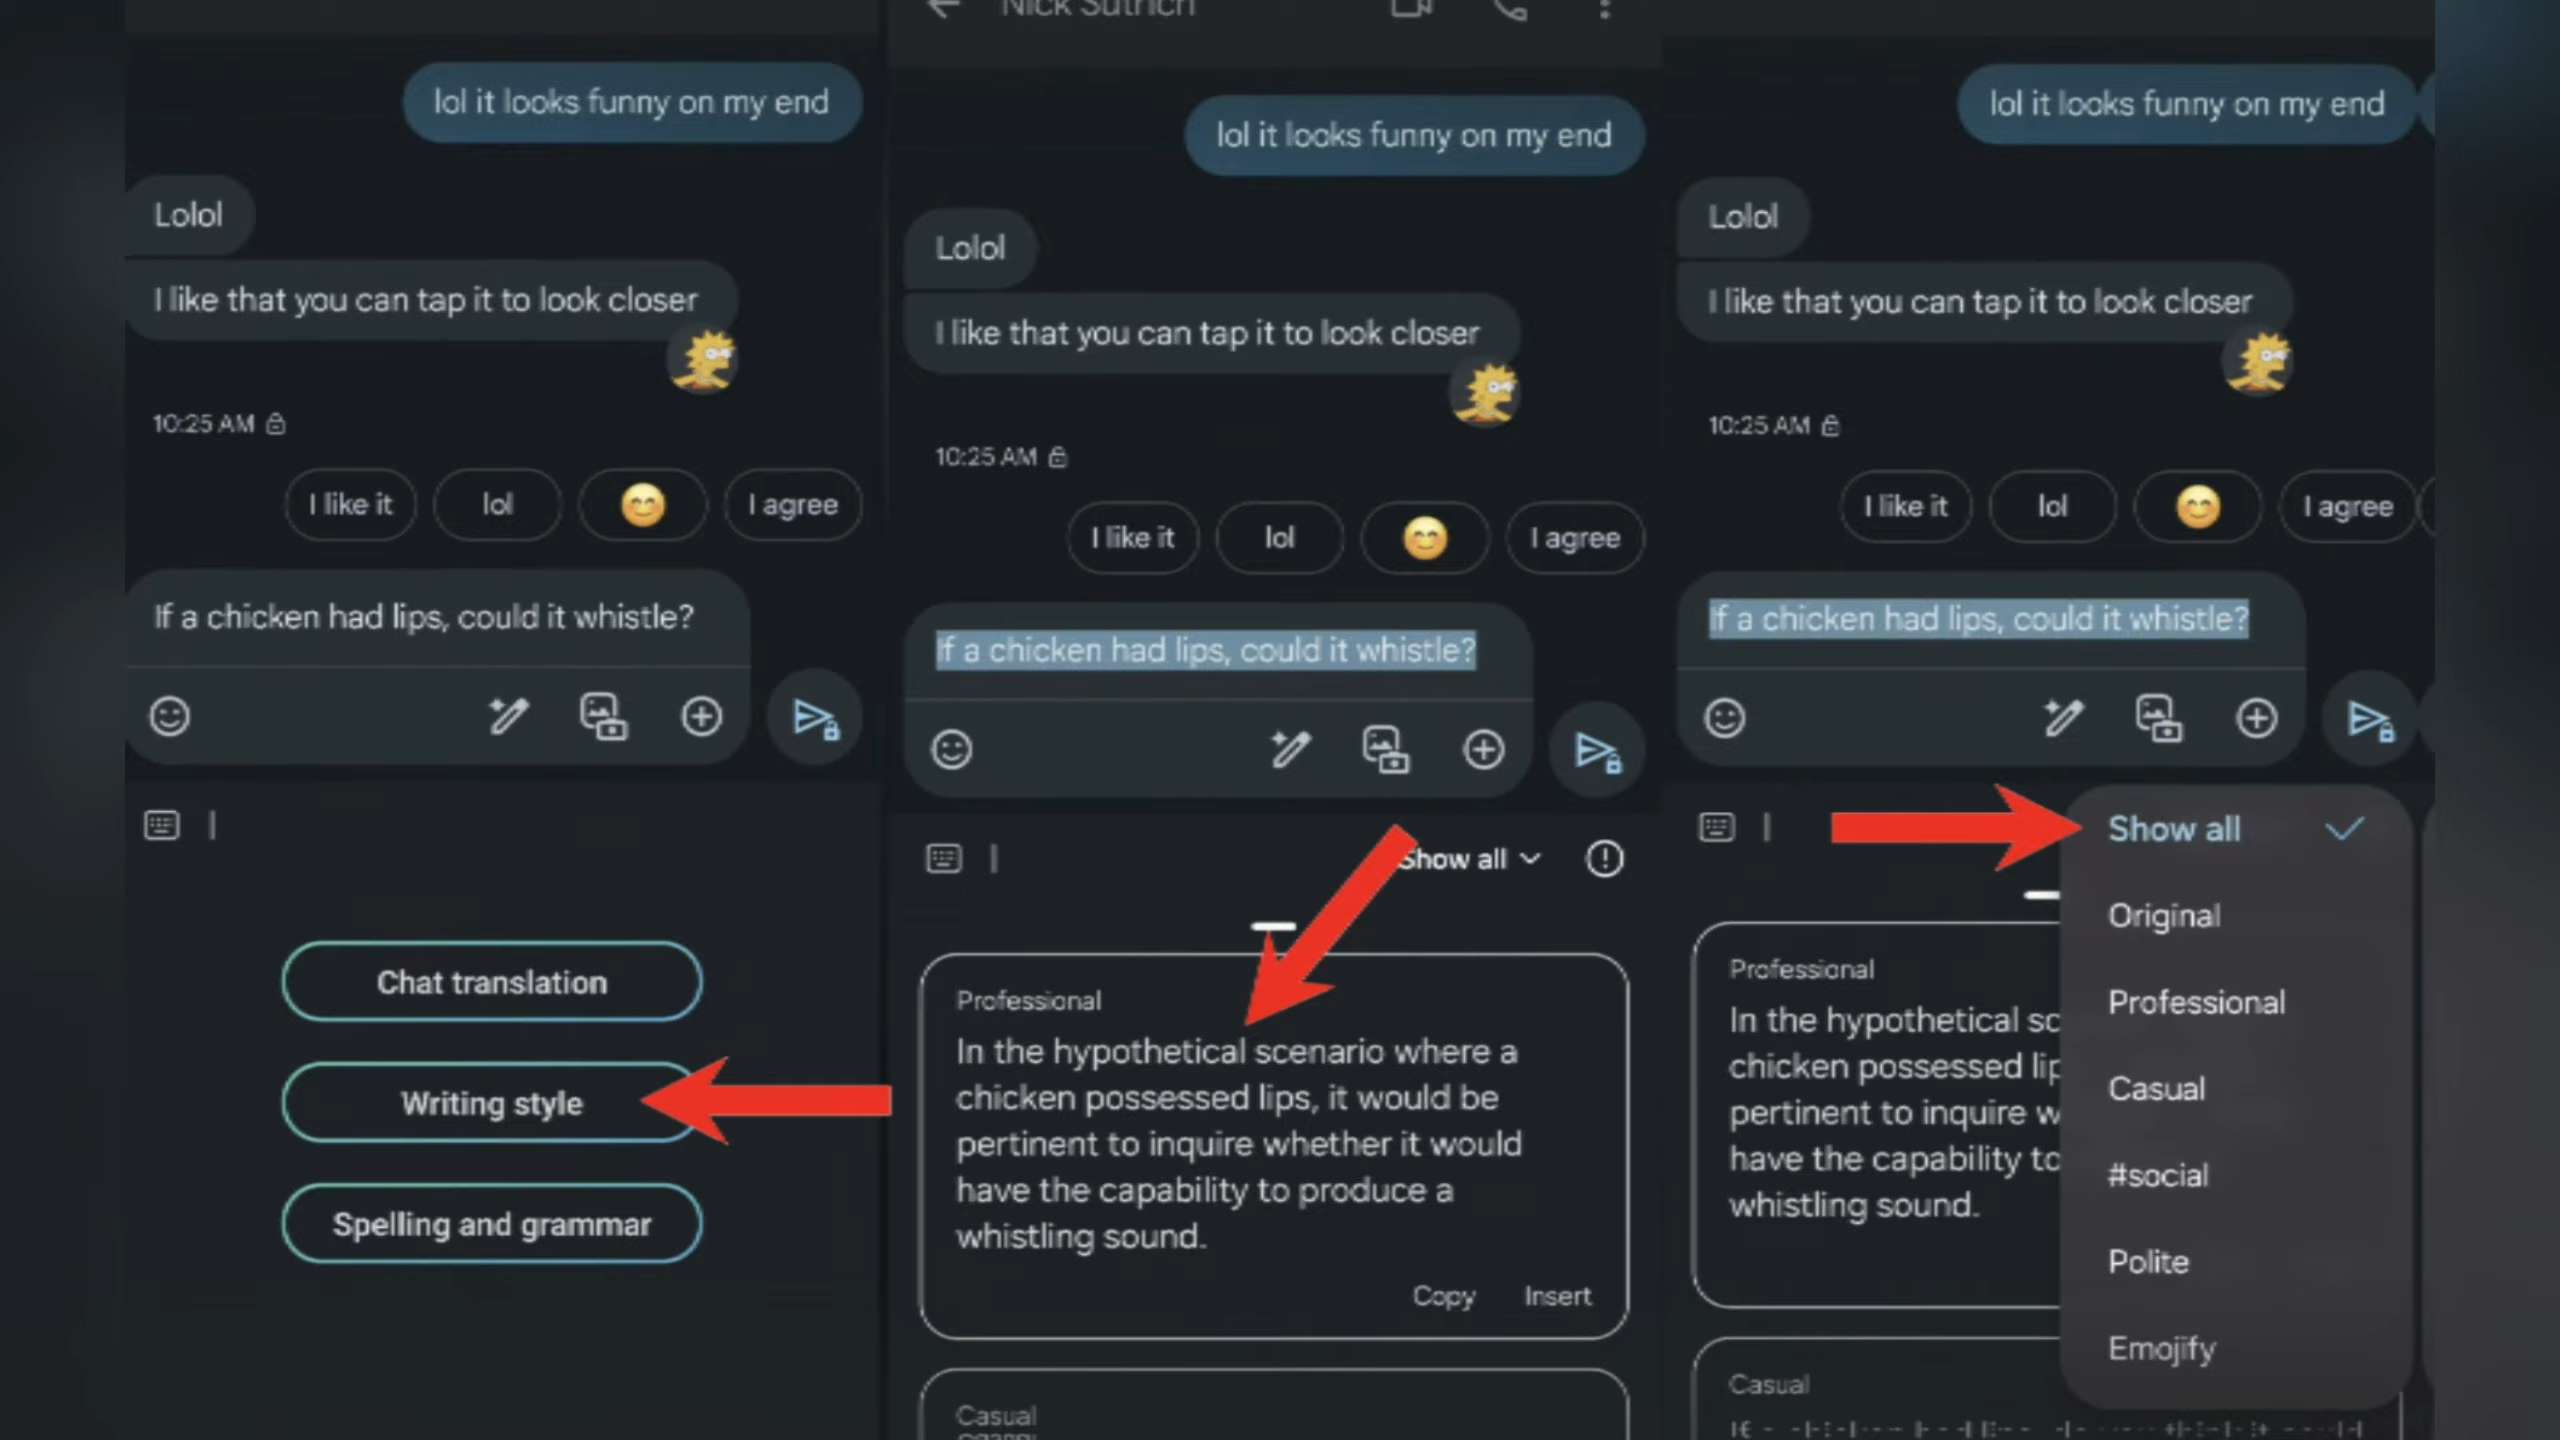 lol it looks funny on my end
Lolol
I like that you can tap it to look closer
10:25 AM
I like it
lol
I agree
If a chicken had lips, could it whistle?
Chat translation
Writing style
Spelling and grammar
Nick Sutrich
lol it looks funny on my end
Lolol
I like that you can tap it to look closer
10:25 AM
I like it
lol
I agree
If a chicken had lips, could it whistle?
Show all
Professional
In the hypothetical scenario where a
chicken possessed lips, it would be
pertinent to inquire whether it would
have the capability to produce a
whistling sound.
Copy
Insert
Casual
lol it looks funny on my end
Lolol
I like that you can tap it to look closer
10:25 AM
I like it
lol
I agree
If a chicken had lips, could it whistle?
Show all
Original
Professional
Casual
#social
Polite
Emojify
Professional
In the hypothetical sc
chicken possessed lip
pertinent to inquire w
have the capability to
whistling sound.
Casual